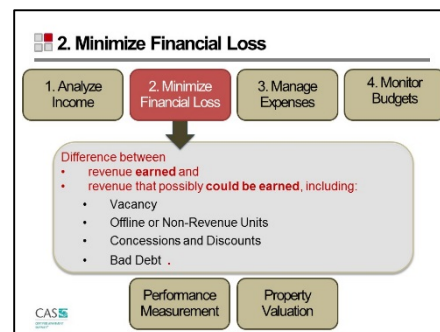 2. Minimize Financial Loss
1. Analyze
Income
2. Minimize
Financial Loss
3. Manage
Expenses
4. Monitor
Budgets
Difference between
• revenue earned and
• revenue that possibly could be earned, including:
• Vacancy
• Offline or Non-Revenue Units
• Concessions and Discounts
• Bad Debt .
Performance
Measurement
Property
Valuation
CAS